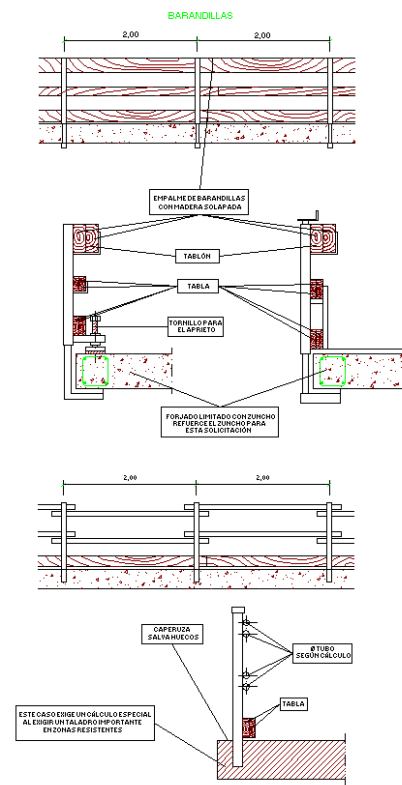 BARANDILLAS
2,00 2,00
EMPALME DE BARANDILLAS
CON MADERA SOLAPADA
TABLÓN
TABLA
TORNILLO PARA
EL APRIETO
FORJADO LIMITADO CON ZUNCHO
REFUERCE EL ZUNCHO PARA
ESTA SOLICITACIÓN
2,00 2,00
CAPERUZA
SALVA HUECOS
Ø TUBO
SEGÚN CÁLCULO
TABLA
ESTE CASO EXIGE UN CÁLCULO ESPECIAL
AL EXIGIR UN TALADRO IMPORTANTE
EN ZONAS RESISTENTES